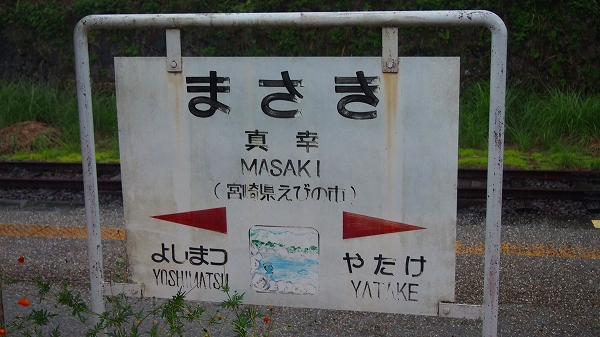 まさき
真幸
MASAKI
(宮崎県えびの市)
よしまつ やたけ
YOSHIMATSU YATAKE